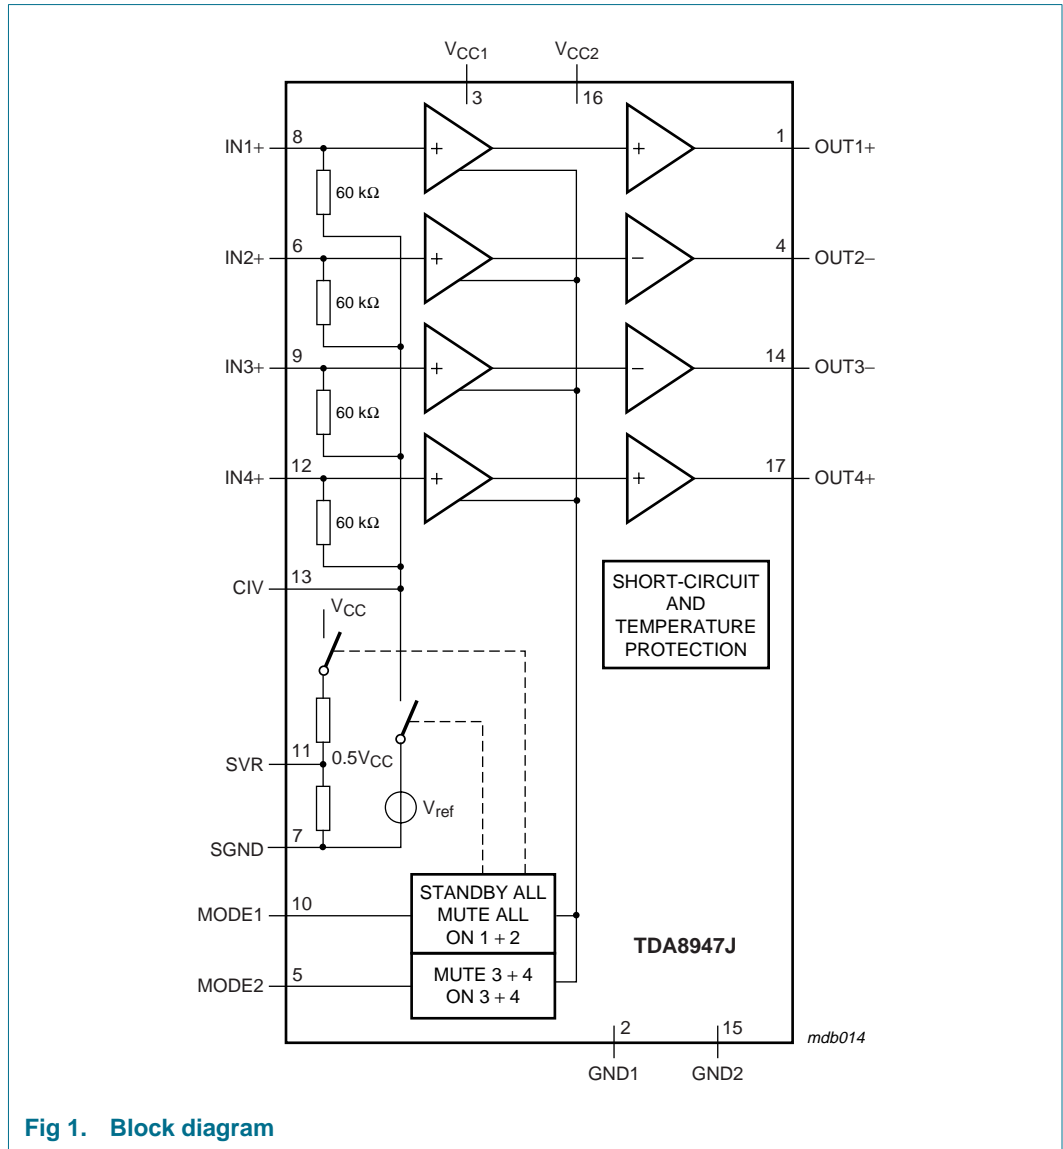 VCC1 VCC2
3 16
IN1+ 8 + + 1 OUT1+
60 kΩ
IN2+ 6 + − 4 OUT2−
60 kΩ
IN3+ 9 + − 14 OUT3−
60 kΩ
IN4+ 12 + + 17 OUT4+
60 kΩ
CIV 13
VCC
SHORT-CIRCUIT
AND
TEMPERATURE
PROTECTION
SVR 11 0.5VCC
Vref
SGND 7
MODE1 10
STANDBY ALL
MUTE ALL
ON 1 + 2
TDA8947J
MODE2 5
MUTE 3 + 4
ON 3 + 4
2 15
mdb014
GND1 GND2
Fig 1. Block diagram